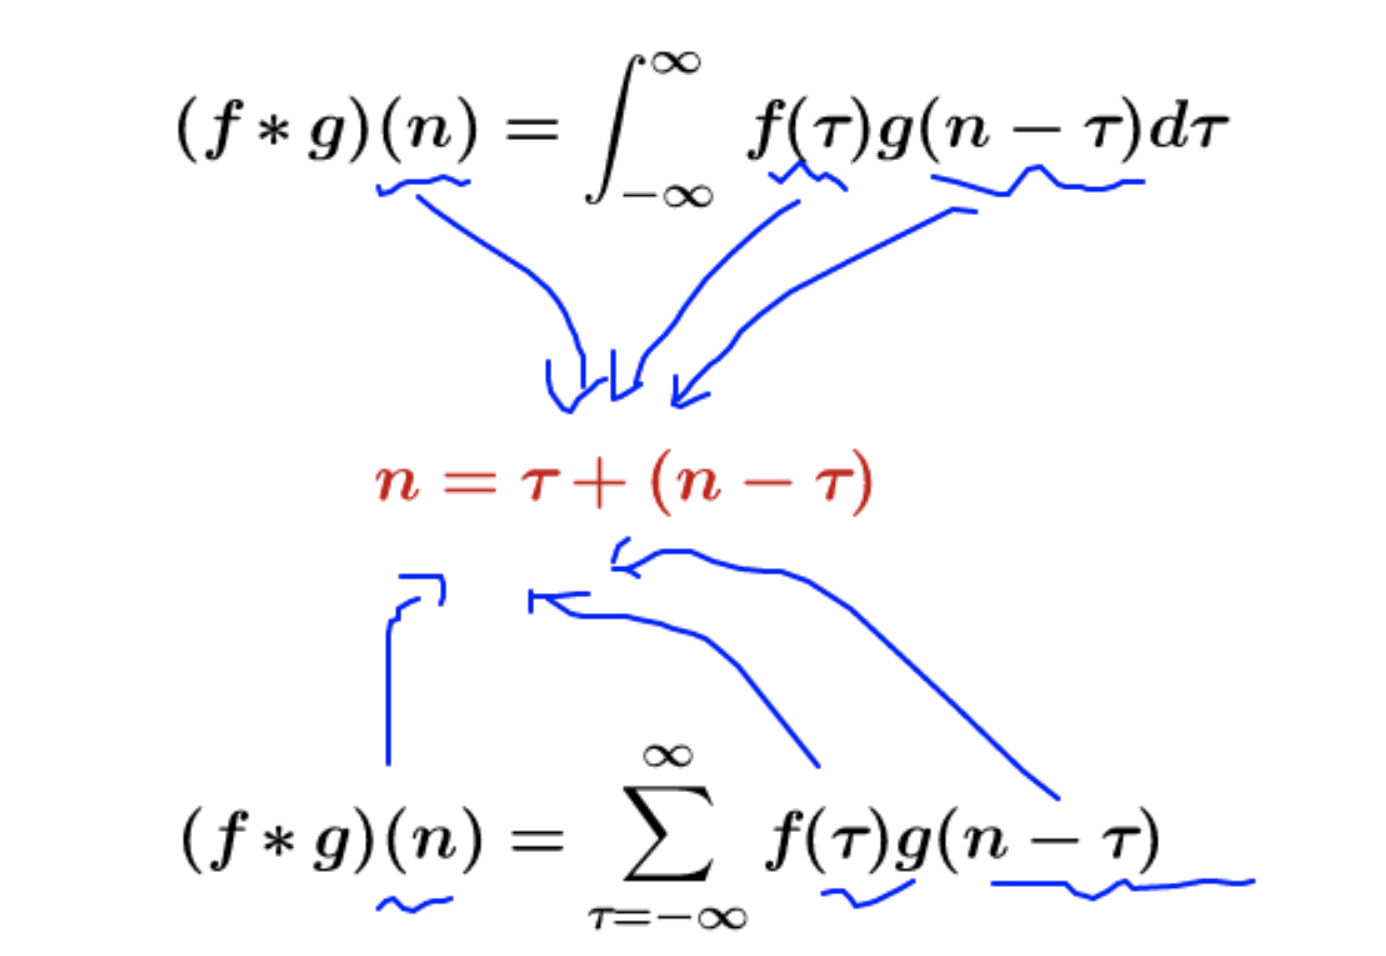 (f * g)(n) = ∫_{-∞}^{∞} f(τ)g(n − τ)dτ
n = τ + (n − τ)
(f * g)(n) = ∑_{τ=-∞}^{∞} f(τ)g(n − τ)